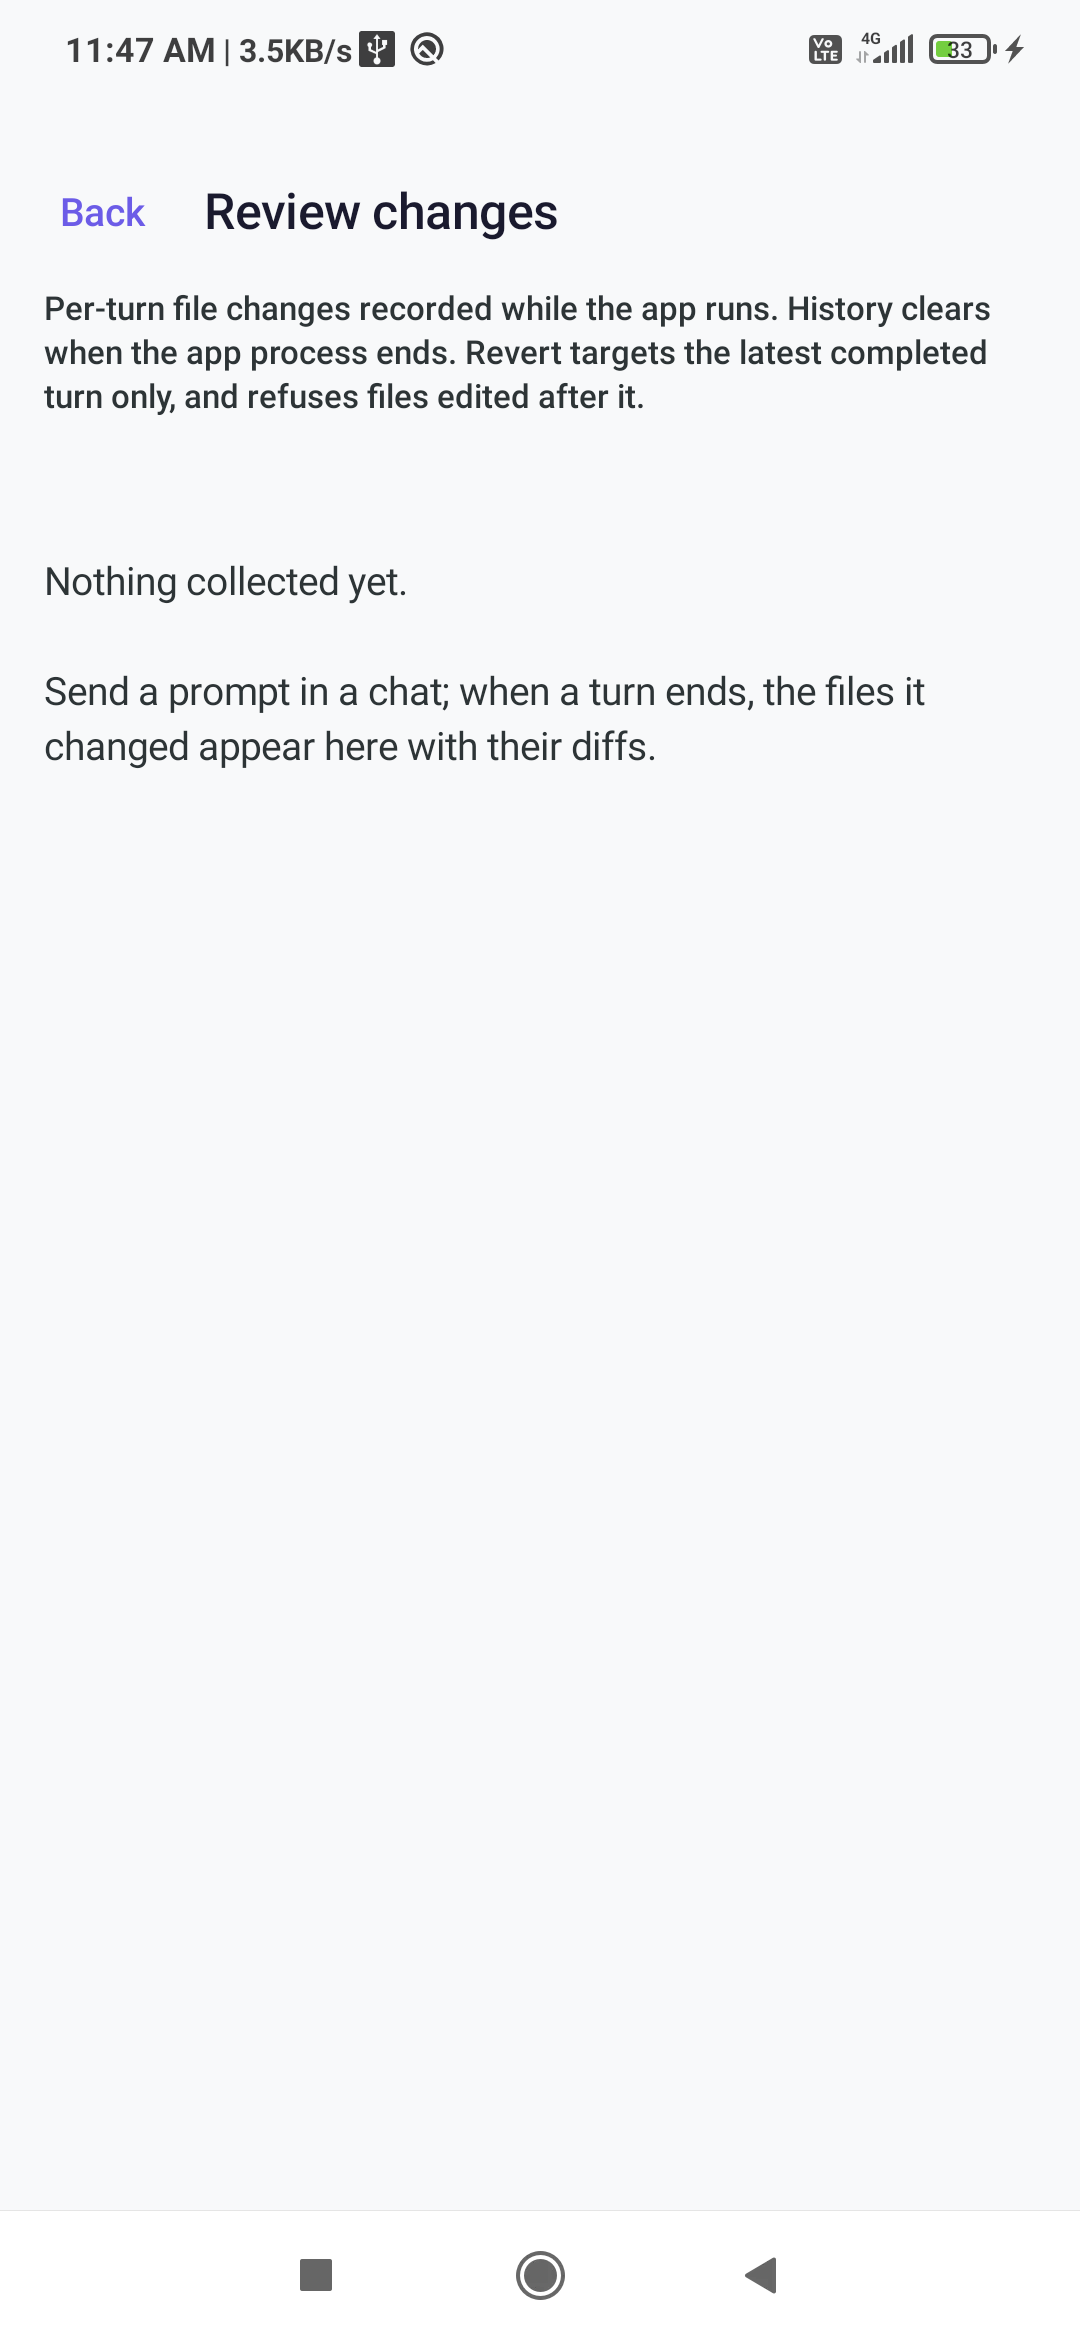 11:47 AM | 3.5KB/s
Vo LTE
4G
33
Back
Review changes
Per-turn file changes recorded while the app runs. History clears
when the app process ends. Revert targets the latest completed
turn only, and refuses files edited after it.
Nothing collected yet.
Send a prompt in a chat; when a turn ends, the files it
changed appear here with their diffs.